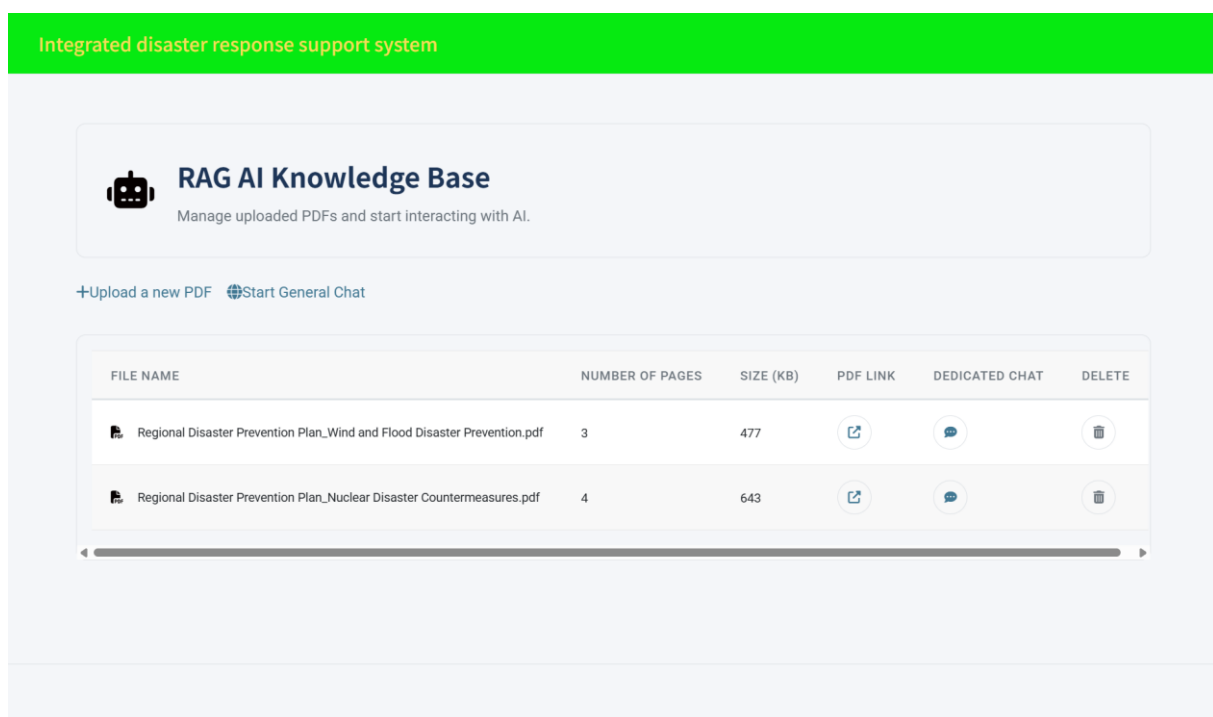 Integrated disaster response support system
RAG AI Knowledge Base
Manage uploaded PDFs and start interacting with AI.
+Upload a new PDF Start General Chat
FILE NAME NUMBER OF PAGES SIZE (KB) PDF LINK DEDICATED CHAT DELETE
PDF Regional Disaster Prevention Plan_Wind and Flood Disaster Prevention.pdf 3 477
PDF Regional Disaster Prevention Plan_Nuclear Disaster Countermeasures.pdf 4 643